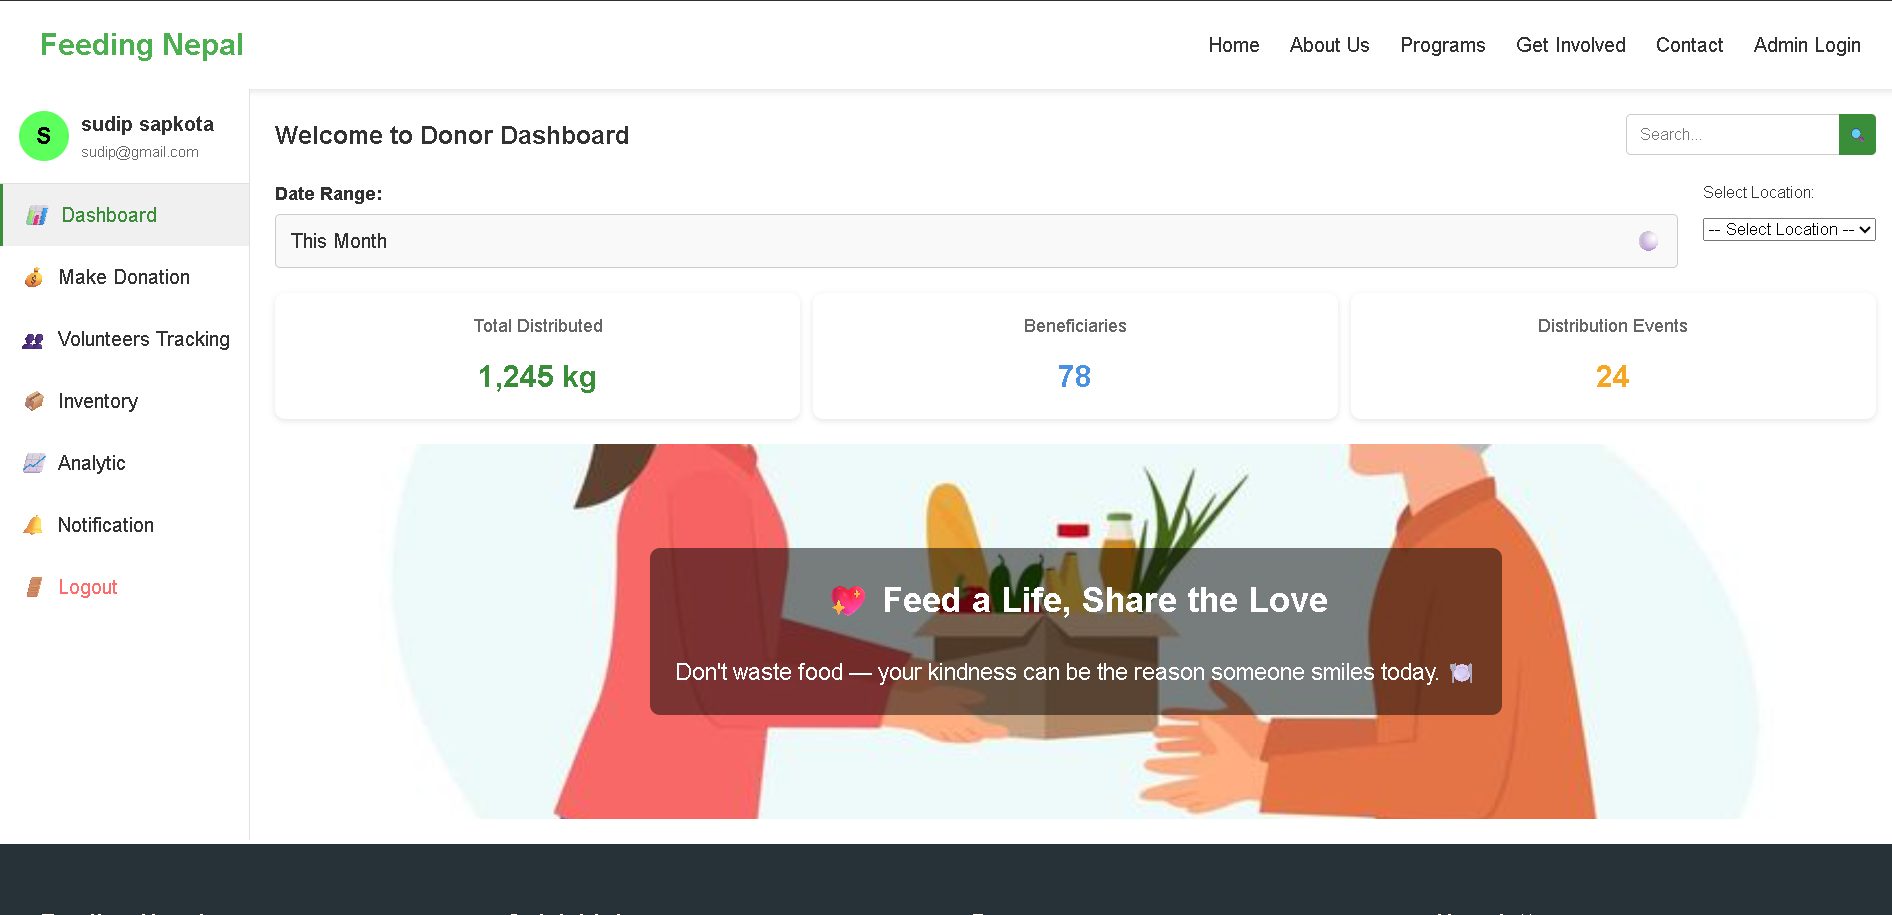 Feeding Nepal
Home About Us Programs Get Involved Contact Admin Login
S
sudip sapkota
sudip@gmail.com
Dashboard
Make Donation
Volunteers Tracking
Inventory
Analytic
Notification
Logout
Welcome to Donor Dashboard
Search...
Date Range:
This Month
Select Location:
-- Select Location --
Total Distributed
1,245 kg
Beneficiaries
78
Distribution Events
24
💖 Feed a Life, Share the Love
Don't waste food — your kindness can be the reason someone smiles today. 🍽️